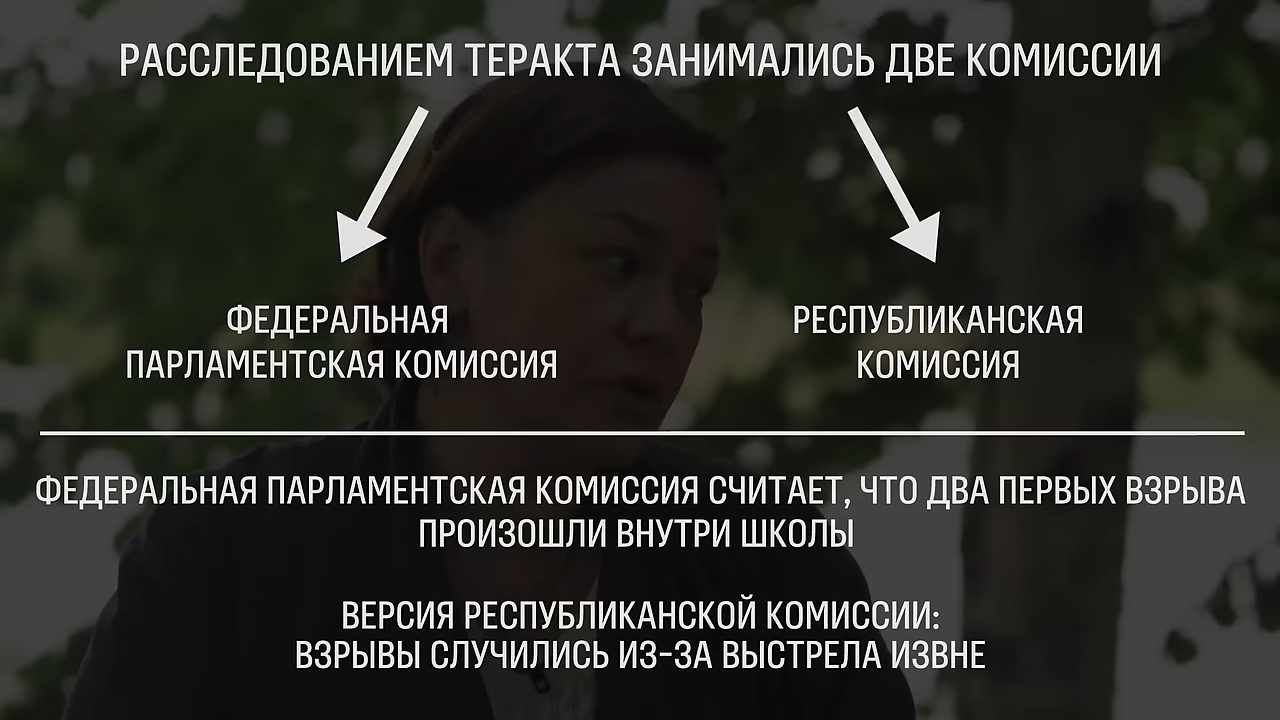 РАССЛЕДОВАНИЕМ ТЕРАКТА ЗАНИМАЛИСЬ ДВЕ КОМИССИИ
ФЕДЕРАЛЬНАЯ
ПАРЛАМЕНТСКАЯ КОМИССИЯ
РЕСПУБЛИКАНСКАЯ
КОМИССИЯ
ФЕДЕРАЛЬНАЯ ПАРЛАМЕНТСКАЯ КОМИССИЯ СЧИТАЕТ, ЧТО ДВА ПЕРВЫХ ВЗРЫВА
ПРОИЗОШЛИ ВНУТРИ ШКОЛЫ
ВЕРСИЯ РЕСПУБЛИКАНСКОЙ КОМИССИИ:
ВЗРЫВЫ СЛУЧИЛИСЬ ИЗ-ЗА ВЫСТРЕЛА ИЗВНЕ